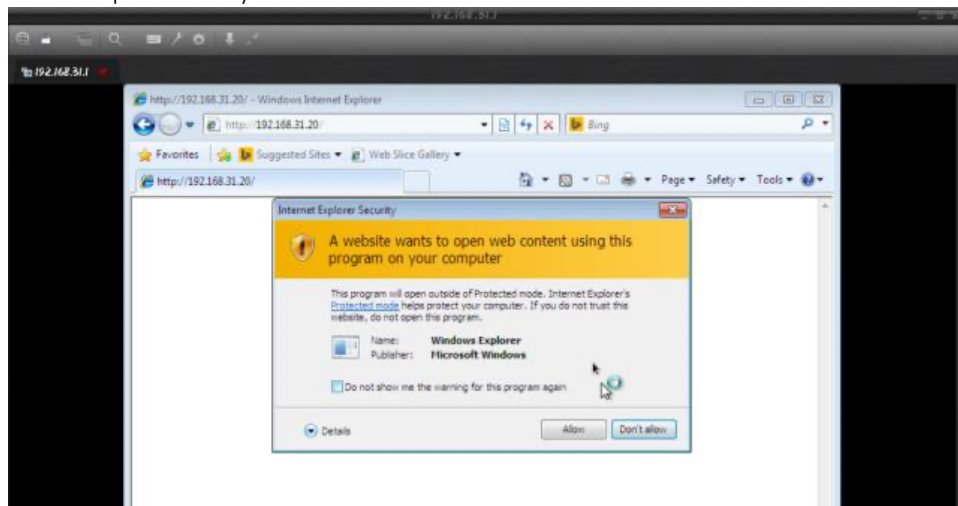 192.168.31.1
192.168.31.1
http://192.168.31.20/ - Windows Internet Explorer
http://192.168.31.20/
Bing
Favorites Suggested Sites Web Slice Gallery
http://192.168.31.20/
Page Safety Tools
Internet Explorer Security
A website wants to open web content using this
program on your computer
This program will open outside of Protected mode. Internet Explorer's
Protected mode helps protect your computer. If you do not trust this
website, do not open this program.
Name: Windows Explorer
Publisher: Microsoft Windows
Do not show me the warning for this program again
Details
Allow
Don't allow